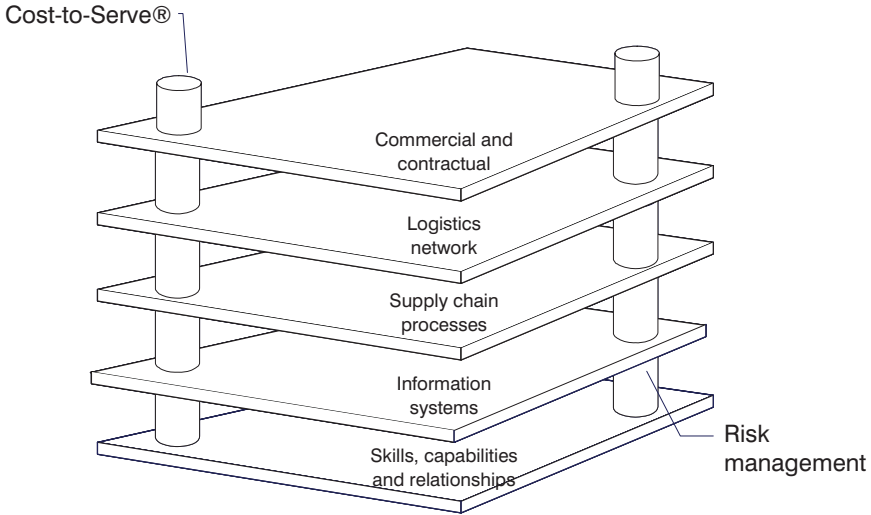 Cost-to-Serve®
Commercial and
contractual
Logistics
network
Supply chain
processes
Information
systems
Skills, capabilities
and relationships
Risk
management